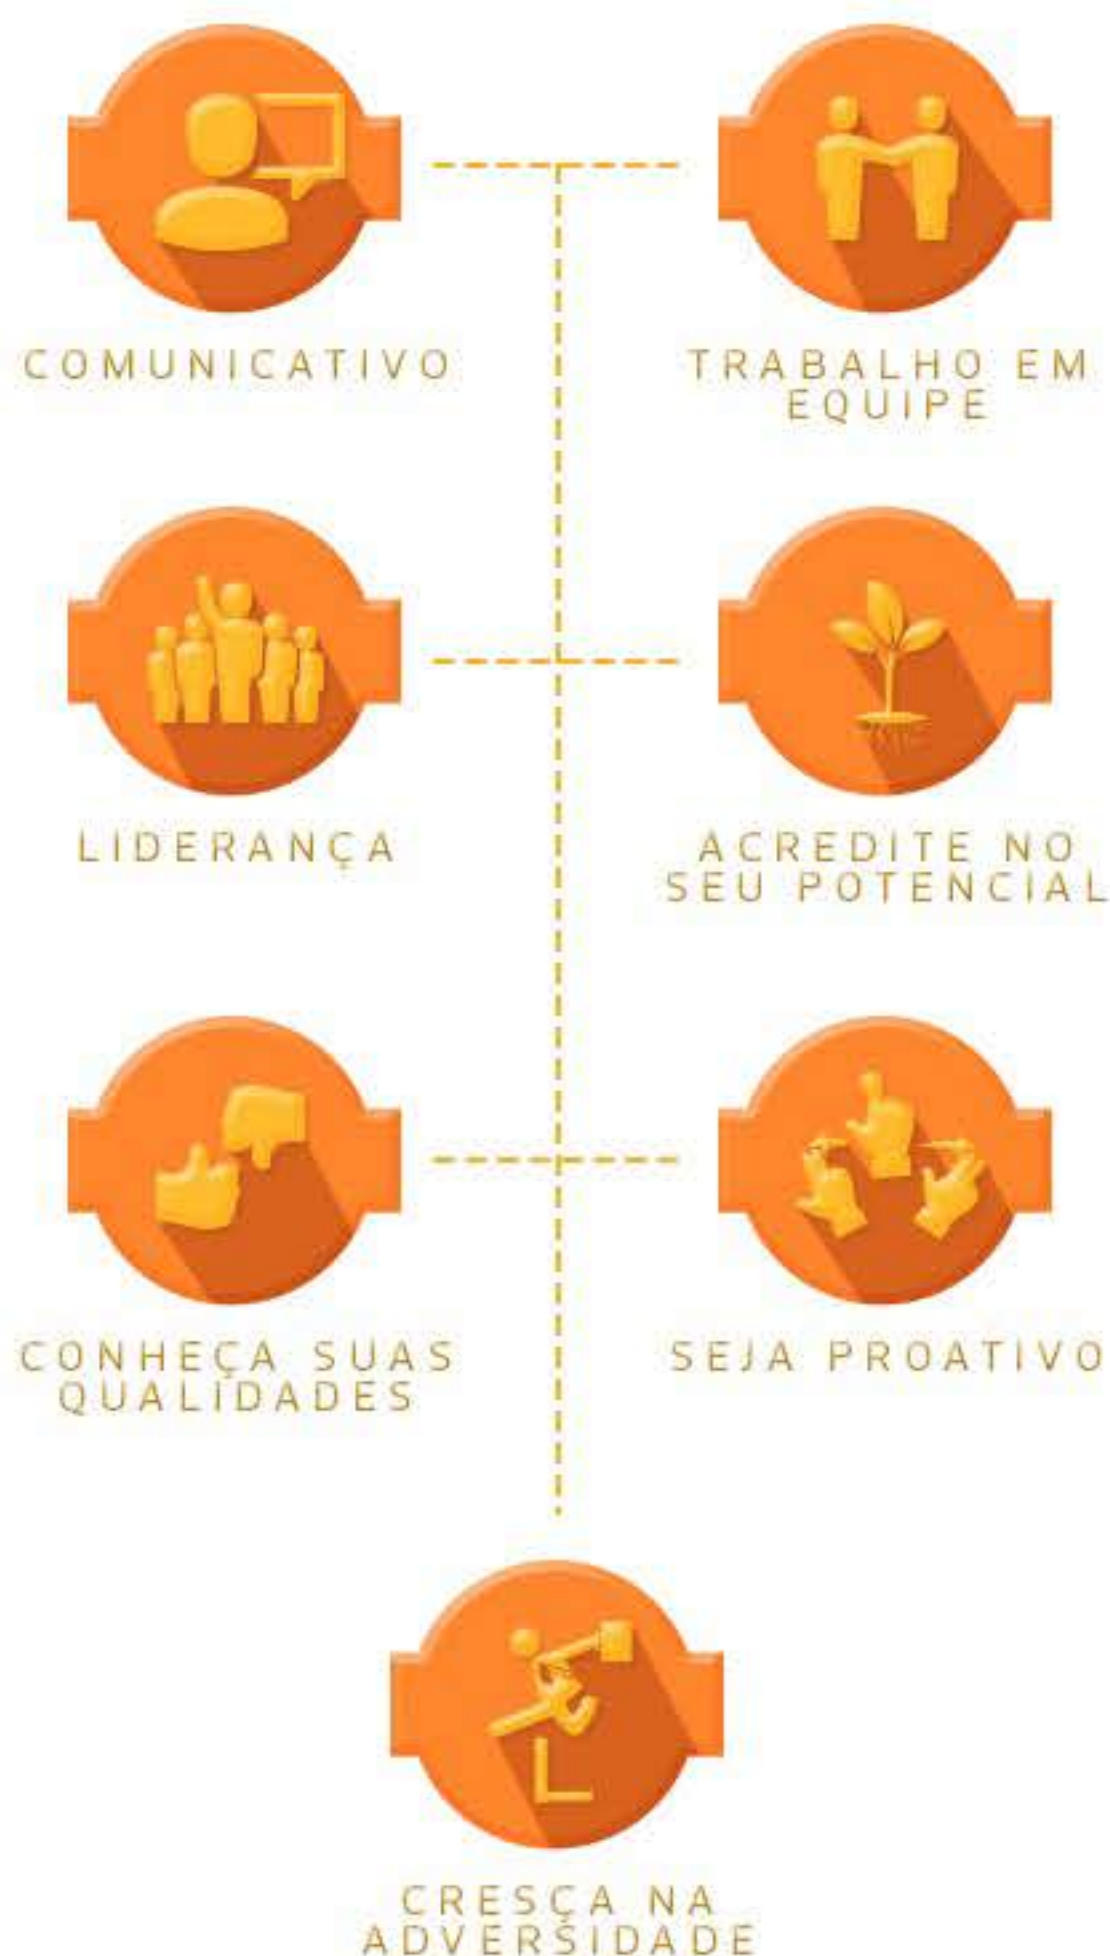 COMUNICATIVO
TRABALHO EM
EQUIPE
LIDERANÇA
ACREDITE NO
SEU POTENCIAL
CONHEÇA SUAS
QUALIDADES
SEJA PROATIVO
CRESÇA NA
ADVERSIDADE